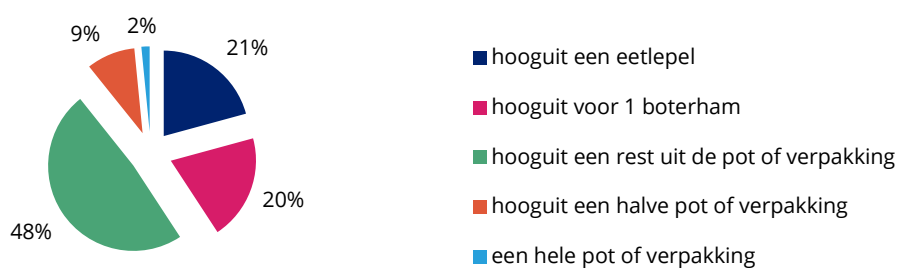 2%
9%
21%
20%
48%
hooguit een eetlepel
hooguit voor 1 boterham
hooguit een rest uit de pot of verpakking
hooguit een halve pot of verpakking
een hele pot of verpakking